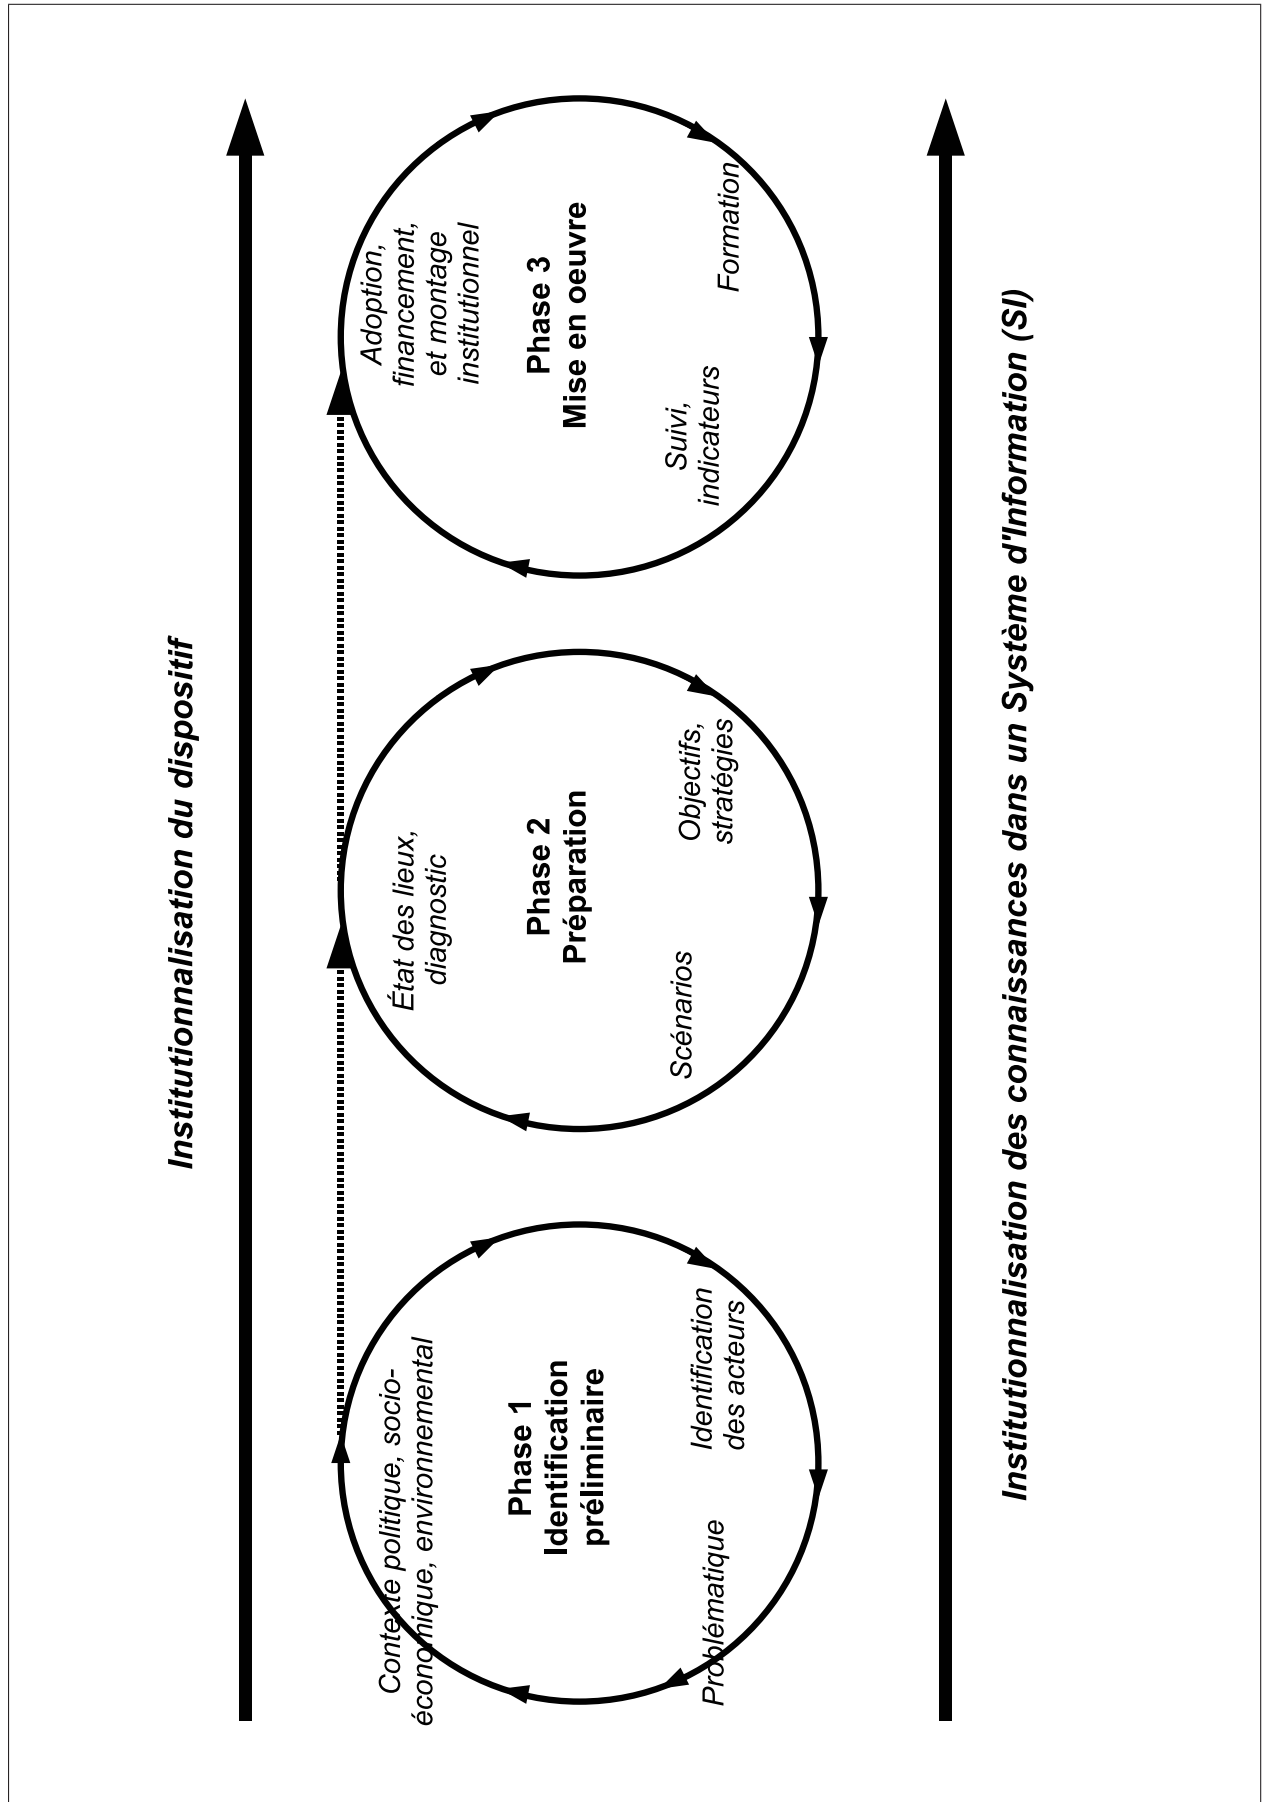 Institutionnalisation du dispositif
Contexte politique, socio-
économique, environnemental
Phase 1
Identification
préliminaire
Problématique
Identification
des acteurs
État des lieux,
diagnostic
Phase 2
Préparation
Scénarios
Objectifs,
stratégies
Adoption,
financement,
et montage
institutionnel
Phase 3
Mise en oeuvre
Suivi,
indicateurs
Formation
Institutionnalisation des connaissances dans un Système d'Information (SI)